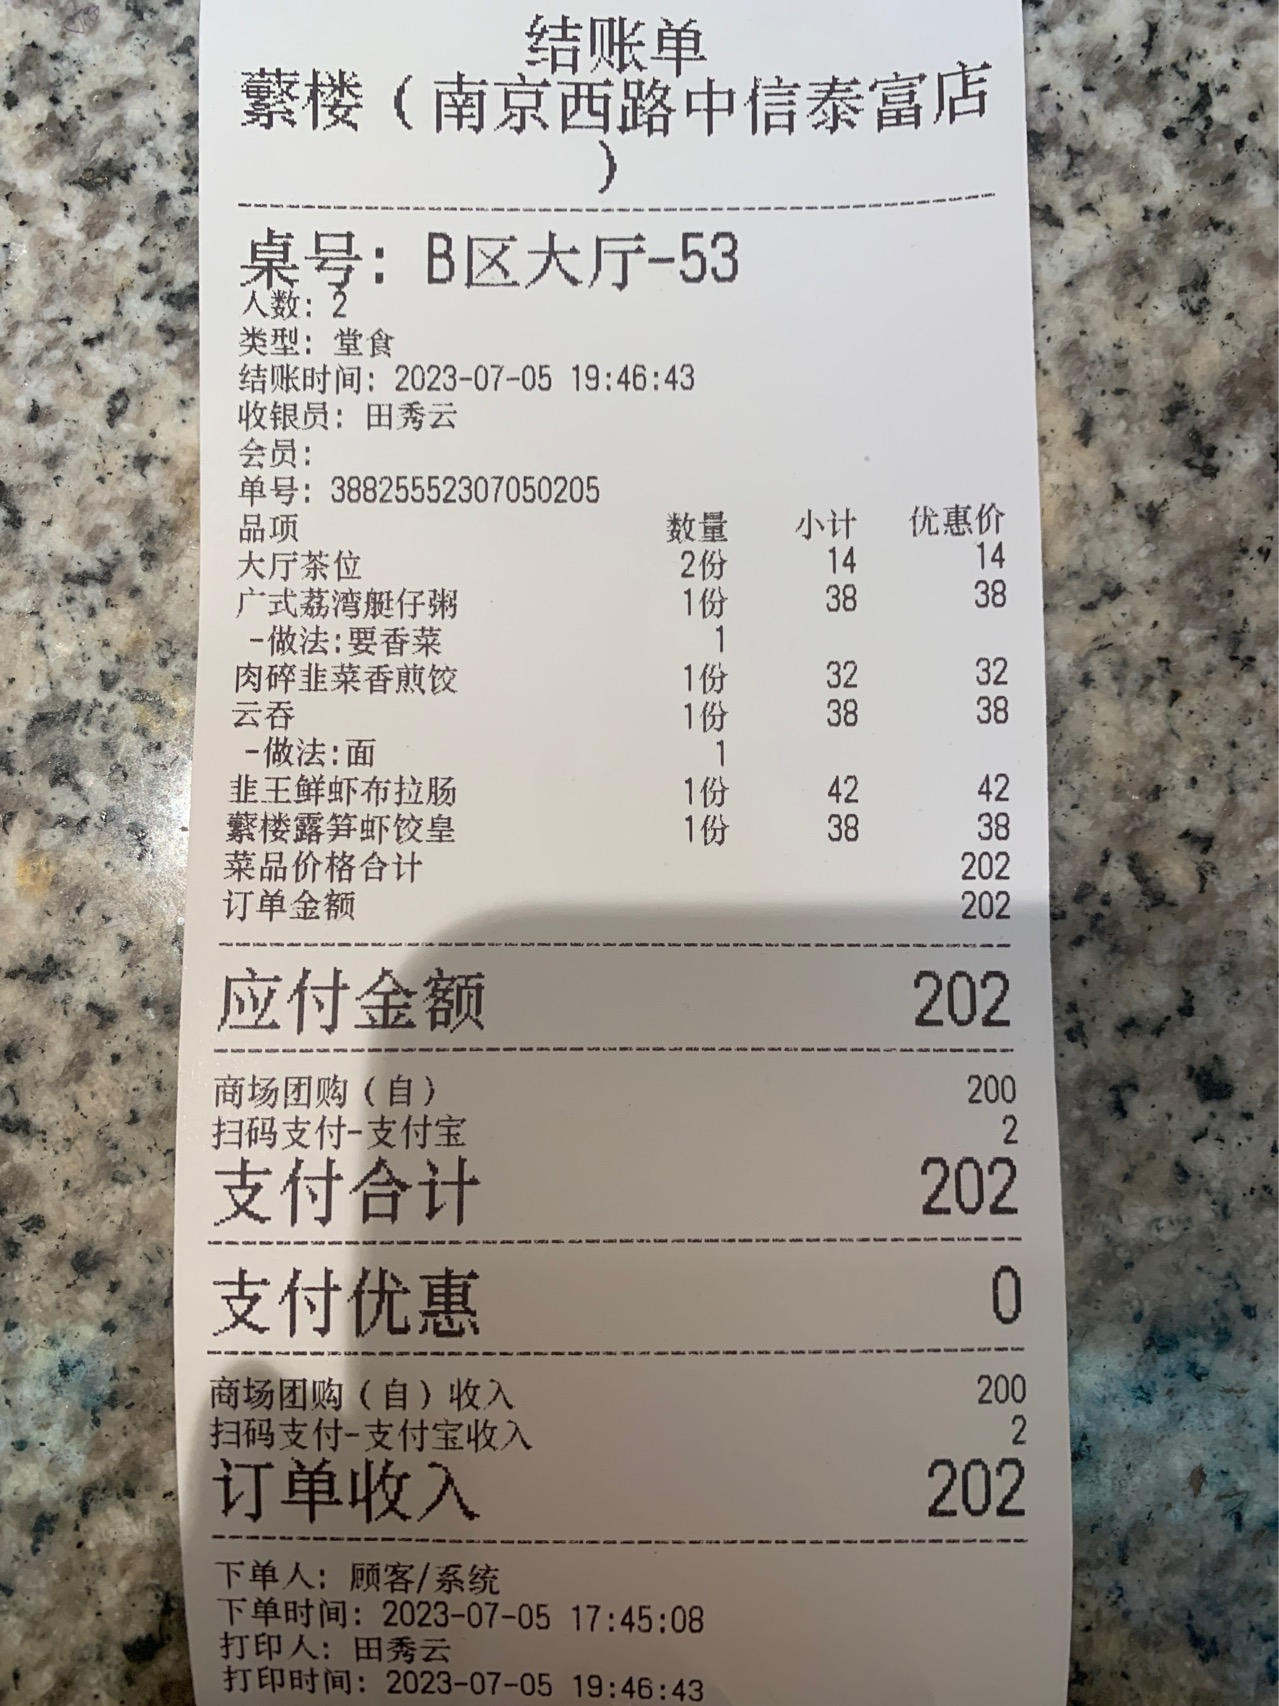 结账单
蘩楼（南京西路中信泰富店
）
桌号：B区大厅-53
人数：2
类型：堂食
结账时间：2023-07-05 19:46:43
收银员：田秀云
会员：
单号：38825552307050205
品项 数量 小计 优惠价
大厅茶位 2份 14 14
广式荔湾艇仔粥 1份 38 38
-做法:要香菜 1
肉碎韭菜香煎饺 1份 32 32
云吞 1份 38 38
-做法:面 1
韭王鲜虾布拉肠 1份 42 42
蘩楼露笋虾饺皇 1份 38 38
菜品价格合计 202
订单金额 202
应付金额 202
商场团购（自） 200
扫码支付-支付宝 2
支付合计 202
支付优惠 0
商场团购（自）收入 200
扫码支付-支付宝收入 2
订单收入 202
下单人：顾客/系统
下单时间：2023-07-05 17:45:08
打印人：田秀云
打印时间：2023-07-05 19:46:43